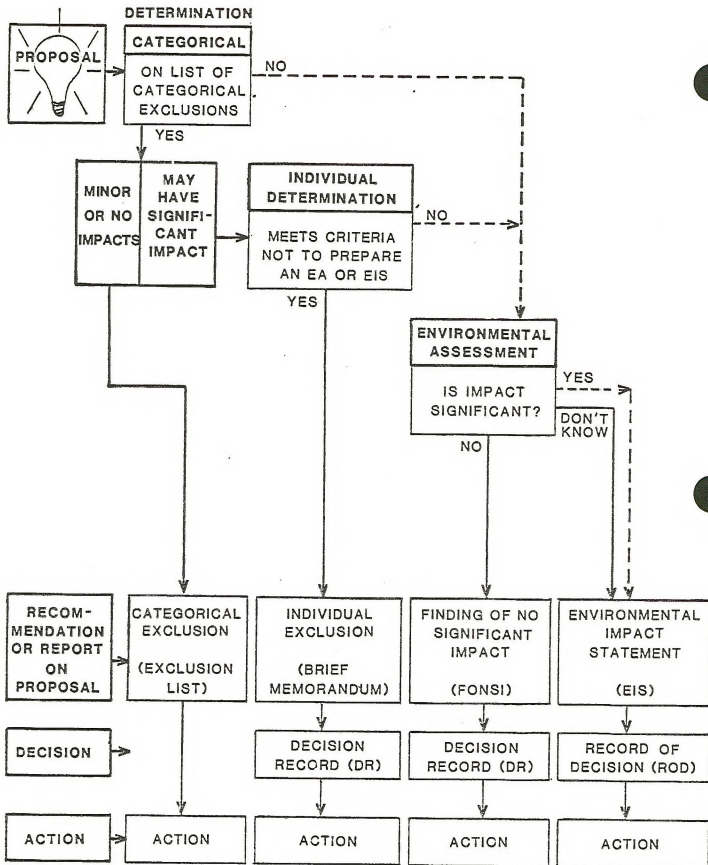 DETERMINATION
CATEGORICAL
PROPOSAL
ON LIST OF
CATEGORICAL
EXCLUSIONS
NO
YES
MINOR
OR NO
IMPACTS
MAY
HAVE
SIGNIFI-
CANT
IMPACT
INDIVIDUAL
DETERMINATION
MEETS CRITERIA
NOT TO PREPARE
AN EA OR EIS
NO
YES
ENVIRONMENTAL
ASSESSMENT
IS IMPACT
SIGNIFICANT?
YES
DON'T
KNOW
NO
RECOM-
MENDATION
OR REPORT
ON
PROPOSAL
CATEGORICAL
EXCLUSION
(EXCLUSION
LIST)
INDIVIDUAL
EXCLUSION
(BRIEF
MEMORANDUM)
FINDING OF NO
SIGNIFICANT
IMPACT
(FONSI)
ENVIRONMENTAL
IMPACT
STATEMENT
(EIS)
DECISION
DECISION
RECORD (DR)
DECISION
RECORD (DR)
RECORD OF
DECISION (ROD)
ACTION
ACTION
ACTION
ACTION
ACTION